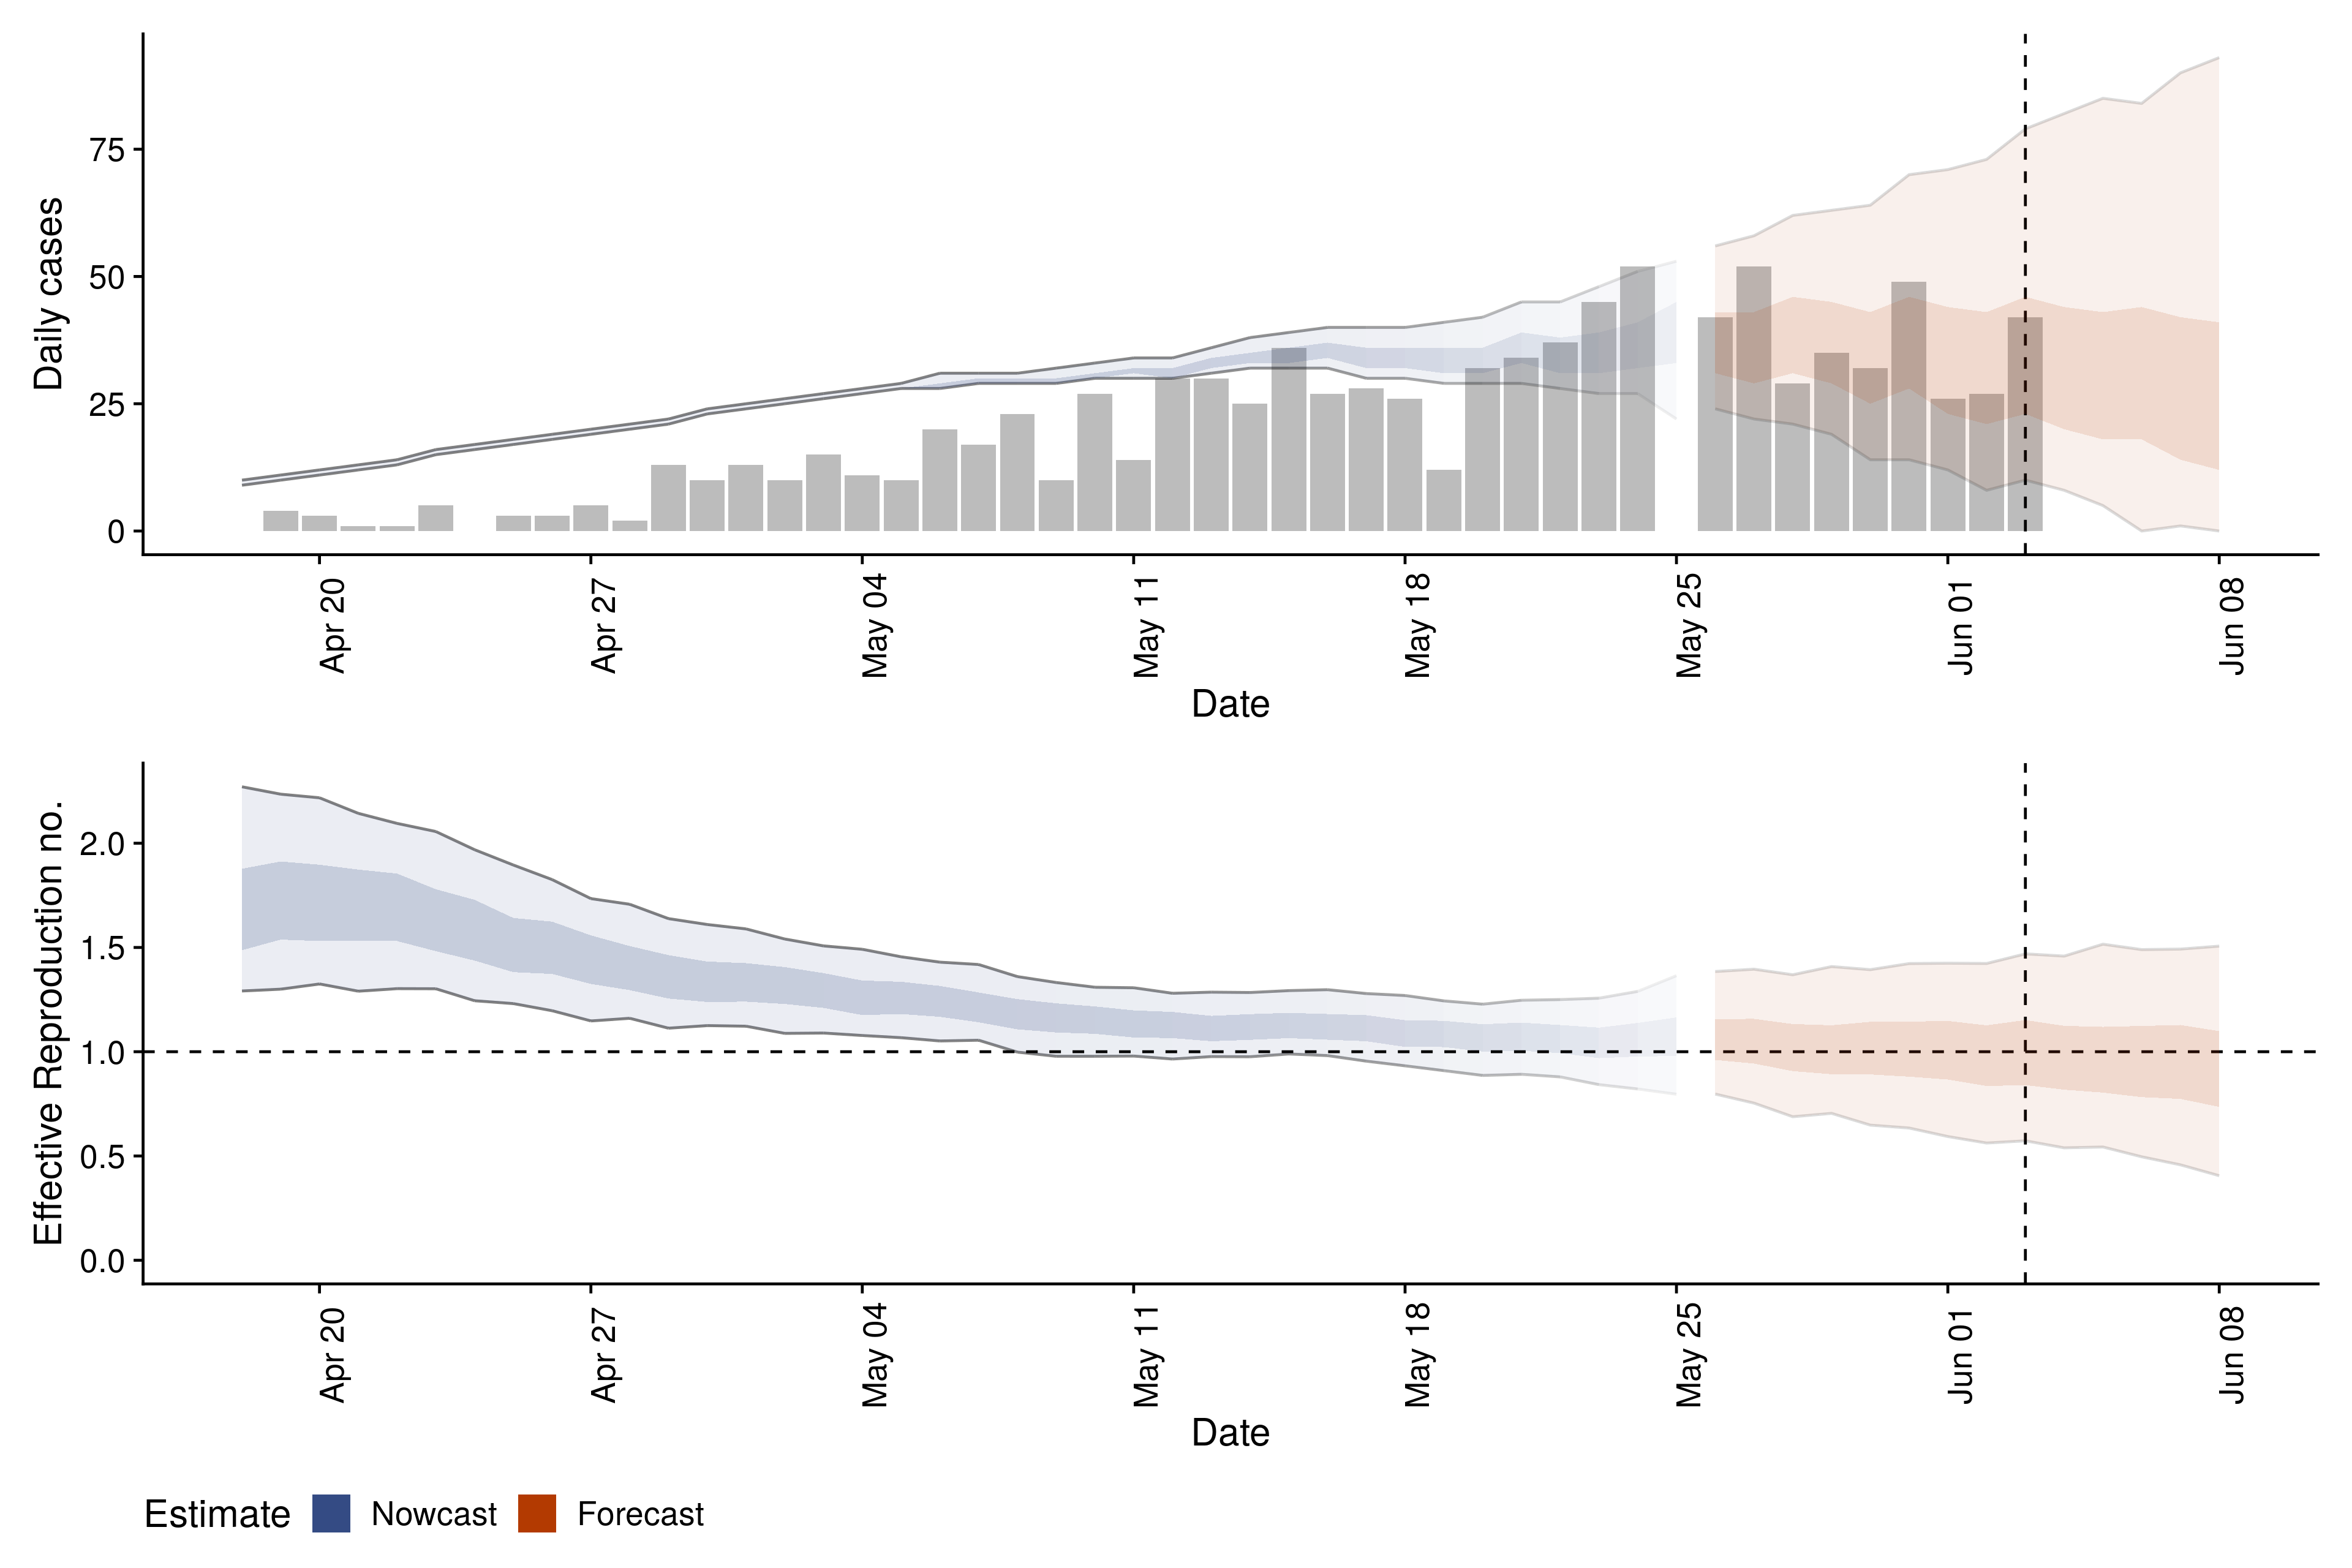 Daily cases
75
50
25
0
Apr 20
Apr 27
May 04
May 11
May 18
May 25
Jun 01
Jun 08
Date
Effective Reproduction no.
2.0
1.5
1.0
0.5
0.0
Apr 20
Apr 27
May 04
May 11
May 18
May 25
Jun 01
Jun 08
Date
Estimate Nowcast Forecast